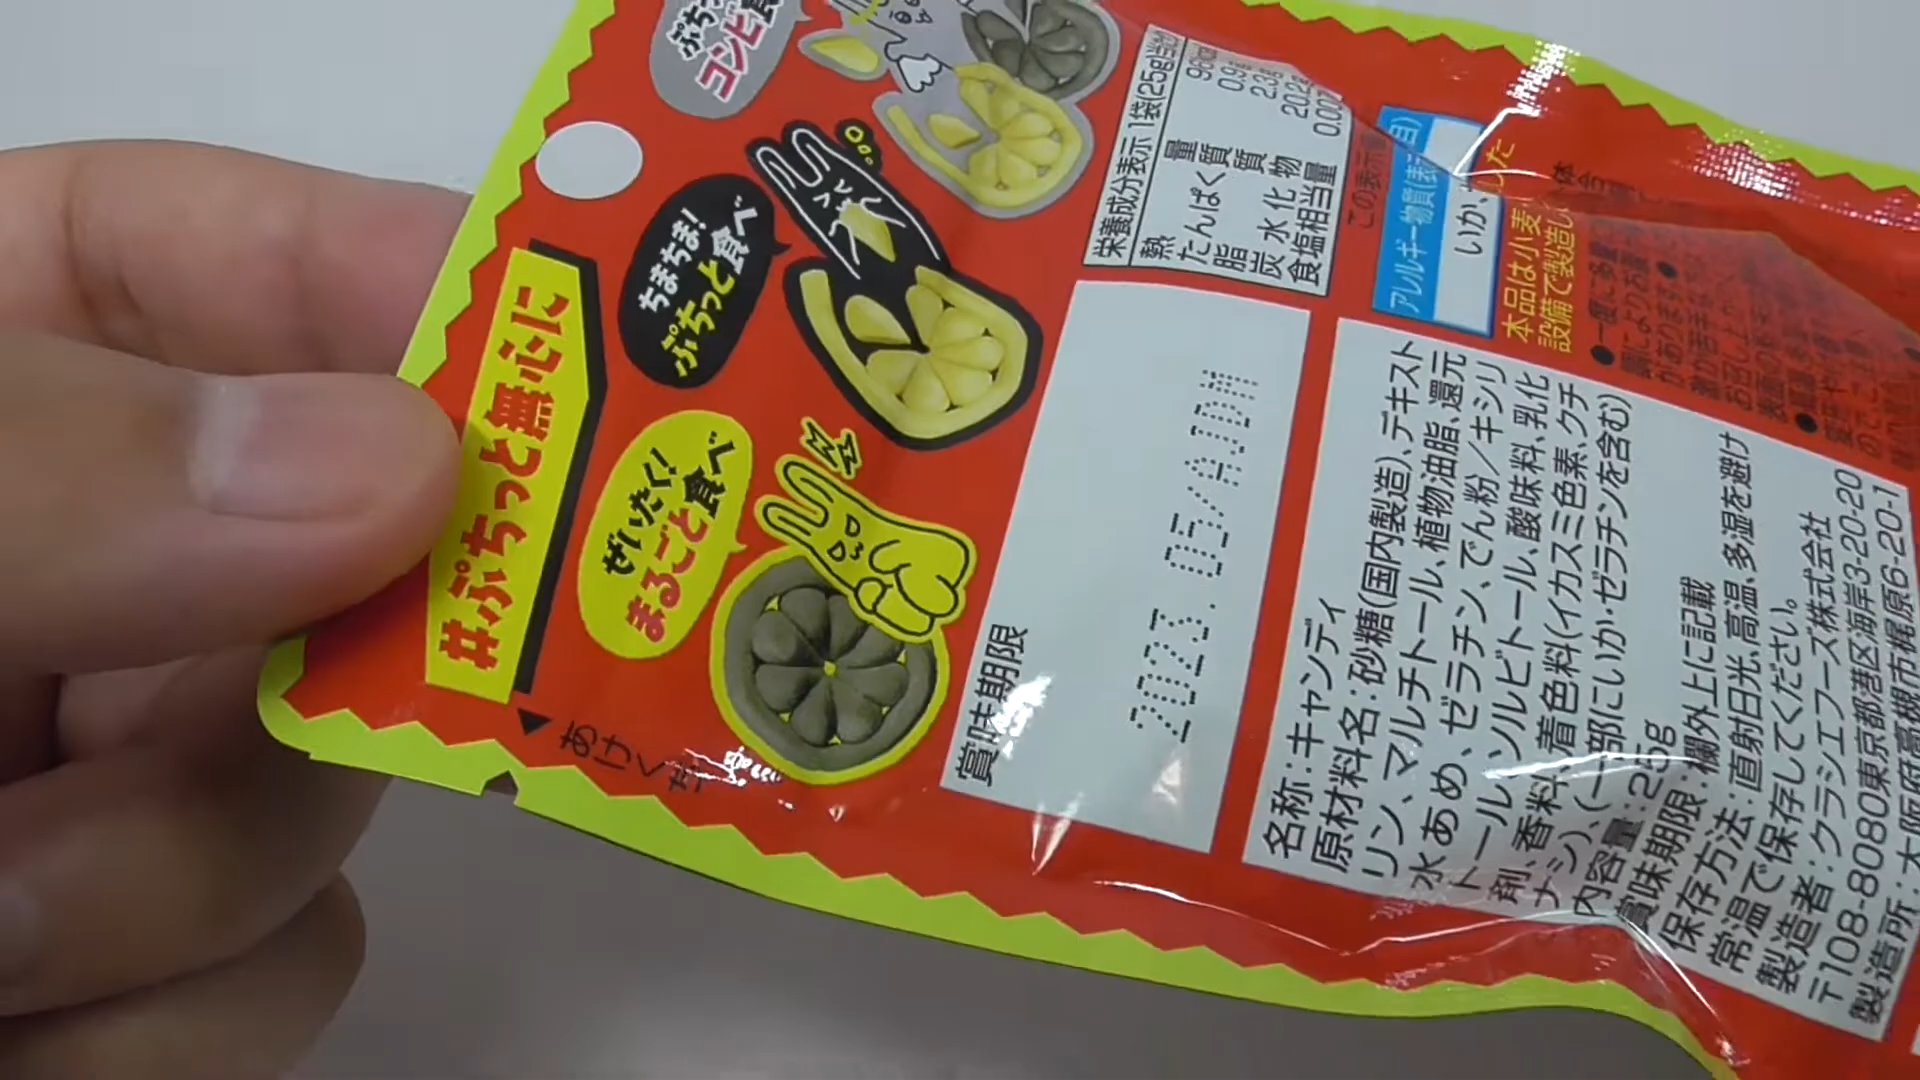 コンビ食
ちまちま!
ぷちっと食べ
ぜいたく!
まるごと食べ
#ぷちっと無心に
あけくち
賞味期限
2023.05/AJDH
栄養成分表示 1袋(25g)当り
熱 量
たんぱく質
脂 質
炭 水 化 物 20.2g
食塩相当量
この表示値
アレルギー物質
いか、
本品は小麦
設備で製造し
した
名称:キャンディ
原材料名:砂糖(国内製造)、デキスト
リン、マルチトール、植物油脂、還元
水あめ、ゼラチン、でん粉/キシリ
トール、ソルビトール、酸味料、乳化
剤、香料、着色料(イカスミ色素、クチ
ナシ)、(一部にいか・ゼラチンを含む)
内容量:25g
賞味期限:欄外上に記載
保存方法:直射日光、高温、多湿を避け
常温で保存してください。
製造者:クラシエフーズ株式会社
〒108-8080東京都港区海岸3-20-20
製造所:大阪府高槻市梶原6-20-1